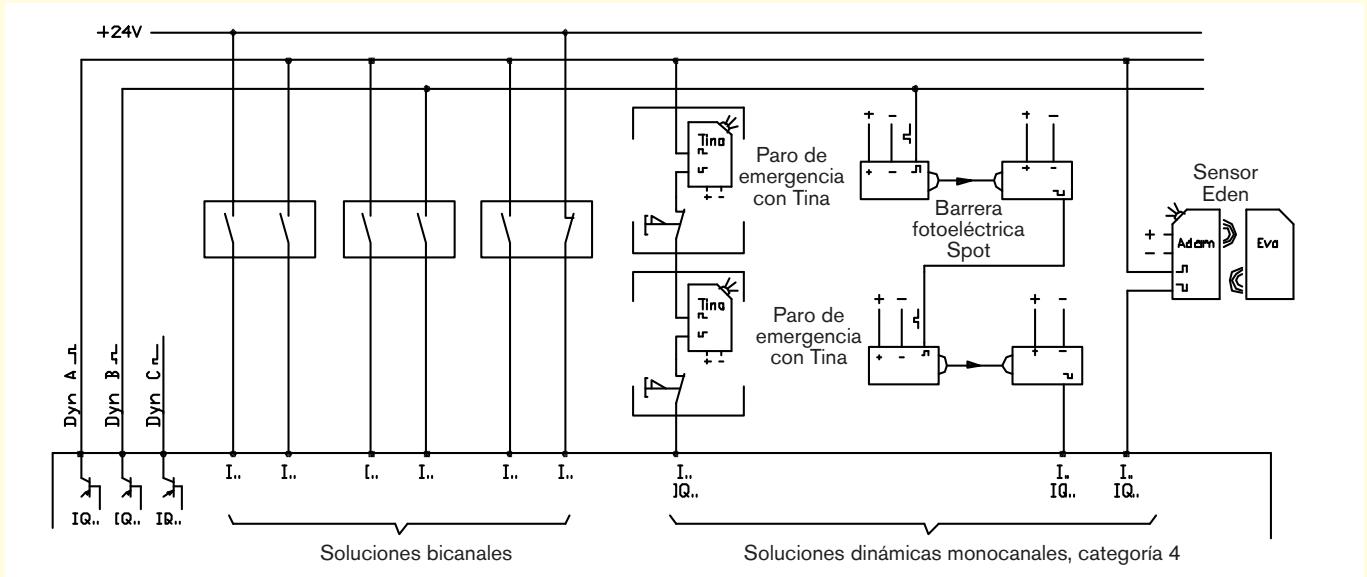 +24V
+ -
+ -
Tina
Paro de
emergencia
con Tina
+ -
+ -
+
Barrera
fotoeléctrica
Spot
Sensor
Eden
+
-
Adam
Eva
Tina
Paro de
emergencia
con Tina
+ -
+ -
+ -
+ -
+
Dyn A
Dyn B
Dyn C
I..
I..
I..
I..
I..
I..
I..
IQ..
I..
IQ..
I..
IQ..
IQ..
IQ..
IQ..
Soluciones bicanales
Soluciones dinámicas monocanales, categoría 4